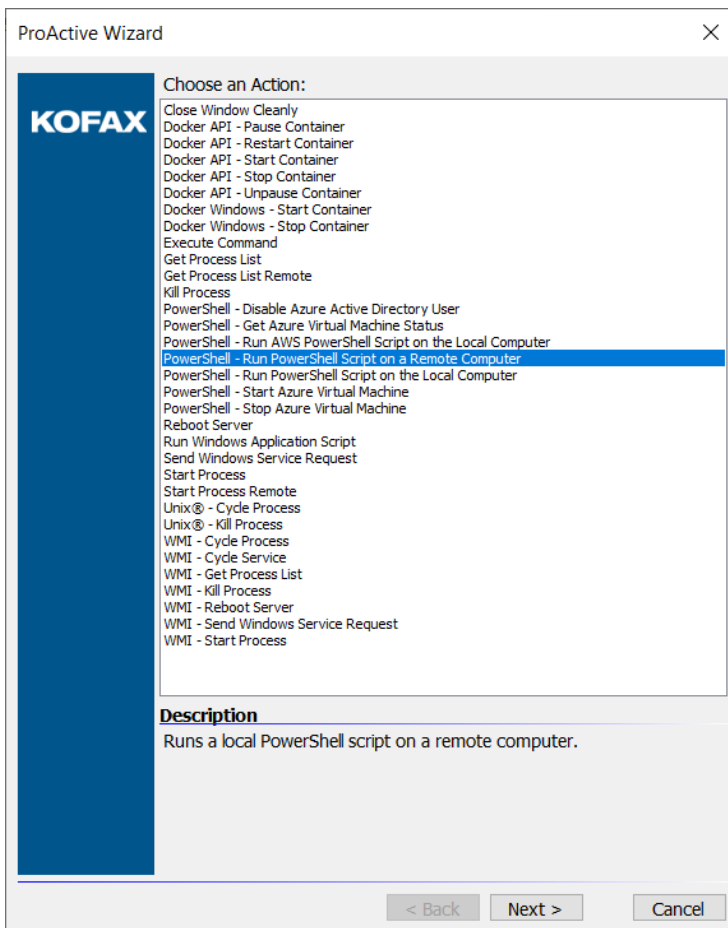 ProActive Wizard
KOFAX
Choose an Action:
Close Window Cleanly
Docker API - Pause Container
Docker API - Restart Container
Docker API - Start Container
Docker API - Stop Container
Docker API - Unpause Container
Docker Windows - Start Container
Docker Windows - Stop Container
Execute Command
Get Process List
Get Process List Remote
Kill Process
PowerShell - Disable Azure Active Directory User
PowerShell - Get Azure Virtual Machine Status
PowerShell - Run AWS PowerShell Script on the Local Computer
PowerShell - Run PowerShell Script on a Remote Computer
PowerShell - Run PowerShell Script on the Local Computer
PowerShell - Start Azure Virtual Machine
PowerShell - Stop Azure Virtual Machine
Reboot Server
Run Windows Application Script
Send Windows Service Request
Start Process
Start Process Remote
Unix® - Cycle Process
Unix® - Kill Process
WMI - Cycle Process
WMI - Cycle Service
WMI - Get Process List
WMI - Kill Process
WMI - Reboot Server
WMI - Send Windows Service Request
WMI - Start Process
Description
Runs a local PowerShell script on a remote computer.
< Back Next > Cancel